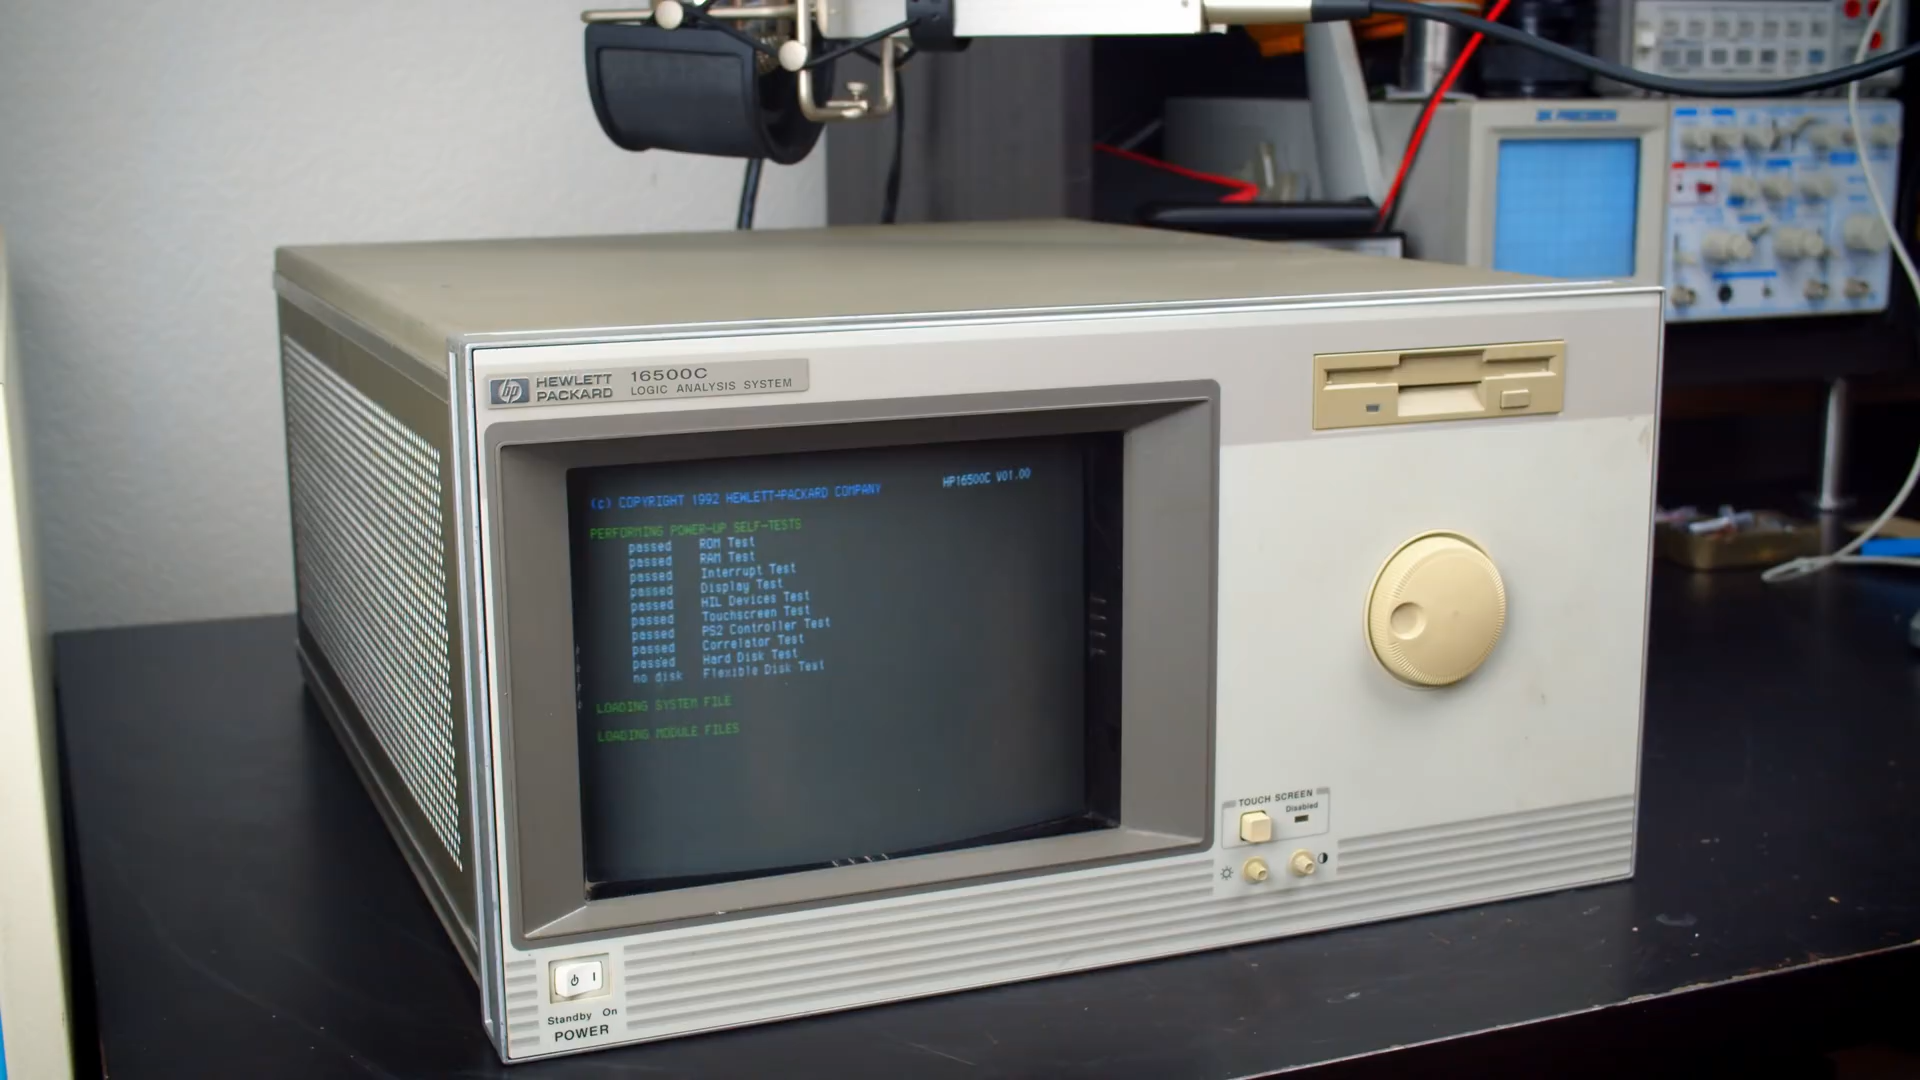 BK PRECISION
hp HEWLETT PACKARD
16500C
LOGIC ANALYSIS SYSTEM
HP16500C V01.00
(c) COPYRIGHT 1992 HEWLETT-PACKARD COMPANY
PERFORMING POWER-UP SELF-TESTS
passed ROM Test
passed RAM Test
passed Interrupt Test
passed Display Test
passed HIL Devices Test
passed Touchscreen Test
passed PS2 Controller Test
passed Correlator Test
passed Hard Disk Test
no disk Flexible Disk Test
LOADING SYSTEM FILE
LOADING MODULE FILES
TOUCH SCREEN
Disabled
Standby On
POWER